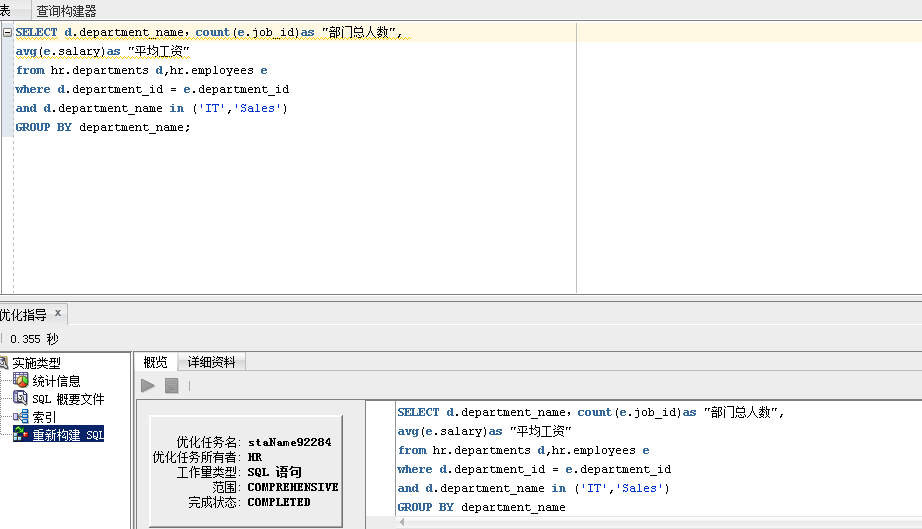 表 查询构建器
SELECT d.department_name，count(e.job_id)as "部门总人数"，
avg(e.salary)as "平均工资"
from hr.departments d,hr.employees e
where d.department_id = e.department_id
and d.department_name in ('IT','Sales')
GROUP BY department_name;
优化指导 x
0.355 秒
实施类型
统计信息
SQL 概要文件
索引
重新构建 SQL
概览 详细资料
优化任务名: staName92284
优化任务所有者: HR
工作量类型: SQL 语句
范围: COMPREHENSIVE
完成状态: COMPLETED
SELECT d.department_name，count(e.job_id)as "部门总人数"，
avg(e.salary)as "平均工资"
from hr.departments d,hr.employees e
where d.department_id = e.department_id
and d.department_name in ('IT','Sales')
GROUP BY department_name